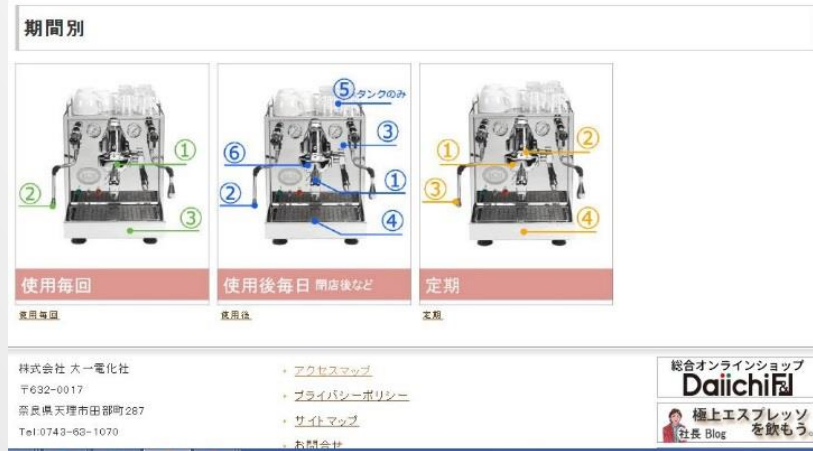 期間別
①
②
③
使用毎回
⑤
タンクのみ
③
⑥
①
②
④
使用後毎日 閉店後など
①
②
③
④
定期
使用毎回
使用後
定期
株式会社 大一電化社
〒632-0017
奈良県天理市田部町287
Tel:0743-63-1070
・ アクセスマップ
・ プライバシーポリシー
・ サイトマップ
・ お問合せ
総合オンラインショップ
Daiichi
極上エスプレッソ
を飲もう。
社長 Blog